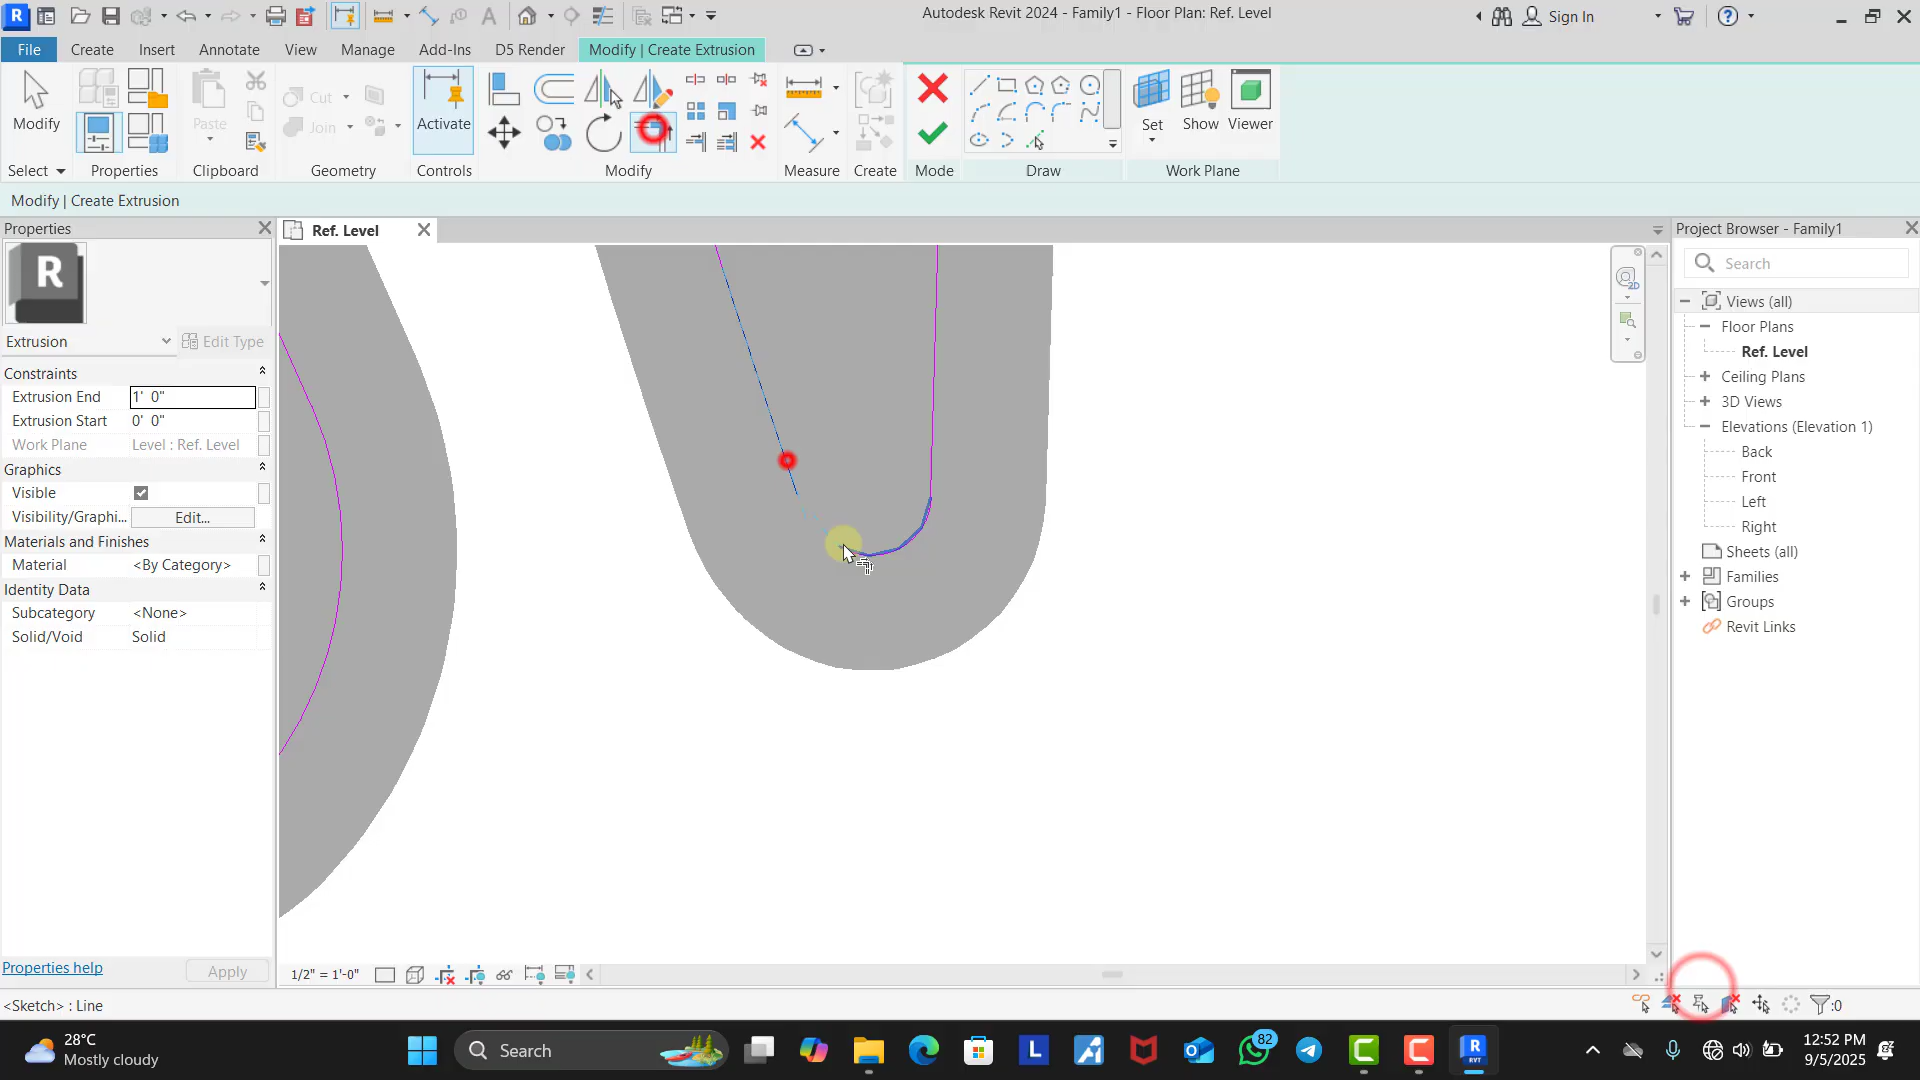 Autodesk Revit 2024 - Family1 - Floor Plan: Ref. Level
Sign In
File
Create
Insert
Annotate
View
Manage
Add-Ins
D5 Render
Modify | Create Extrusion
Modify
Paste
Cut
Join
Activate
Set
Show
Viewer
Select
Properties
Clipboard
Geometry
Controls
Modify
Measure
Create
Mode
Draw
Work Plane
Modify | Create Extrusion
Properties
Ref. Level
Project Browser - Family1
R
Search
Extrusion
Edit Type
Constraints
Extrusion End
1' 0"
Extrusion Start
0' 0"
Work Plane
Level : Ref. Level
Graphics
Visible
Visibility/Graphi...
Edit...
Materials and Finishes
Material
<By Category>
Identity Data
Subcategory
<None>
Solid/Void
Solid
Views (all)
Floor Plans
Ref. Level
Ceiling Plans
3D Views
Elevations (Elevation 1)
Back
Front
Left
Right
Sheets (all)
Families
Groups
Revit Links
2D
Properties help
Apply
1/2" = 1'-0"
<Sketch> : Line
:0
28°C
Mostly cloudy
Search
82
12:52 PM
9/5/2025